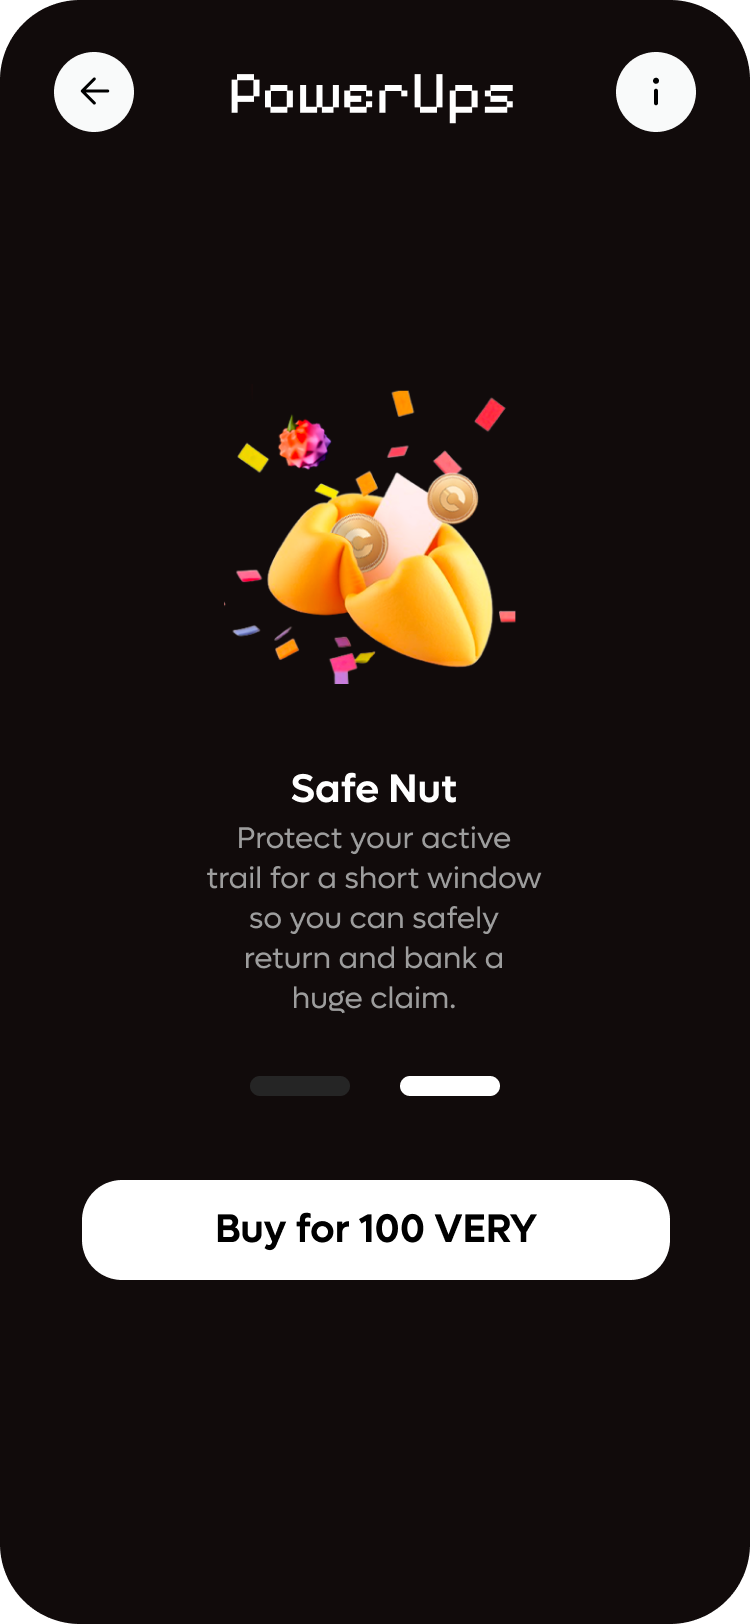 PowerUps
Safe Nut
Protect your active
trail for a short window
so you can safely
return and bank a
huge claim.
Buy for 100 VERY